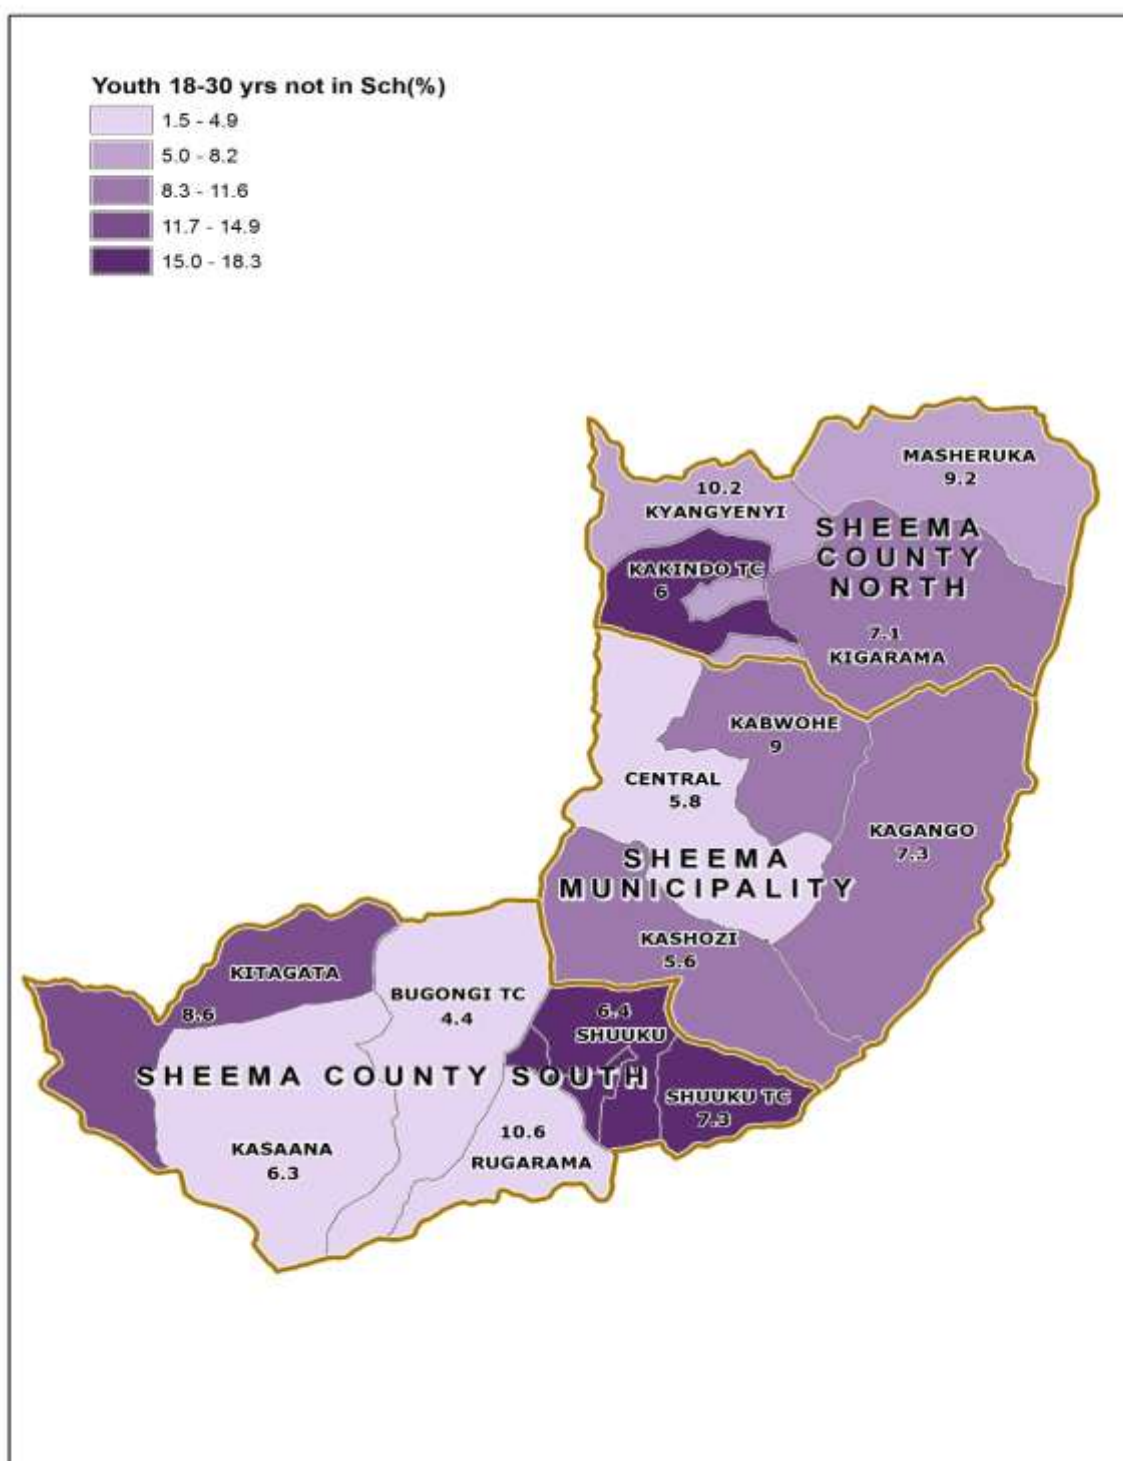 Youth 18-30 yrs not in Sch(%)
1.5 - 4.9
5.0 - 8.2
8.3 - 11.6
11.7 - 14.9
15.0 - 18.3
MASHERUKA
9.2
10.2
KYANGYENYI
SHEEMA
COUNTY
NORTH
KAKINDO TC
6
7.1
KIGARAMA
KABWOHE
9
CENTRAL
5.8
KAGANGO
7.3
SHEEMA
MUNICIPALITY
KASHOZI
5.6
KITAGATA
8.6
BUGONGI TC
4.4
6.4
SHUUKU
SHEEMA COUNTY SOUTH
SHUUKU TC
7.3
KASAANA
6.3
10.6
RUGARAMA